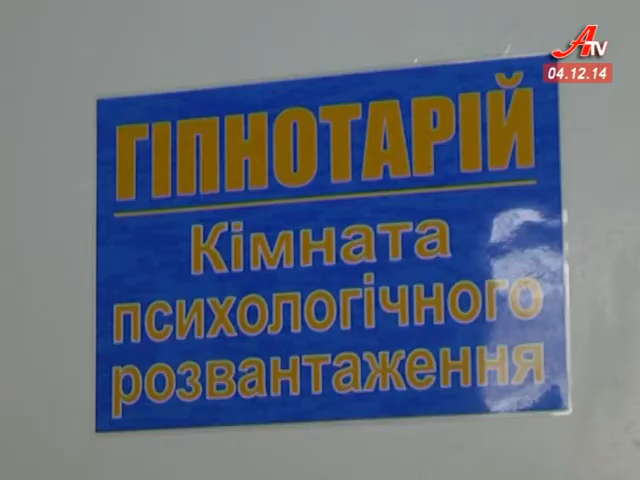 ATV
04.12.14
ГІПНОТАРІЙ
Кімната
психологічного
розвантаження